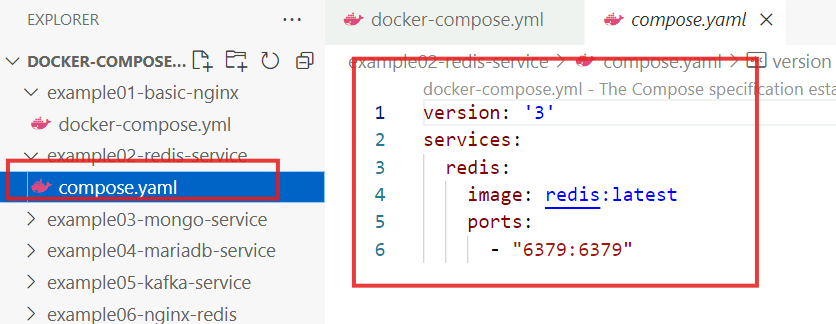 EXPLORER
DOCKER-COMPOSE...
example01-basic-nginx
docker-compose.yml
example02-redis-service
compose.yaml
example03-mongo-service
example04-mariadb-service
example05-kafka-service
example06-nginx-redis
docker-compose.yml
compose.yaml
example02-redis-service > compose.yaml > version
docker-compose.yml - The Compose specification esta
1 version: '3'
2 services:
3 redis:
4 image: redis:latest
5 ports:
6 - "6379:6379"